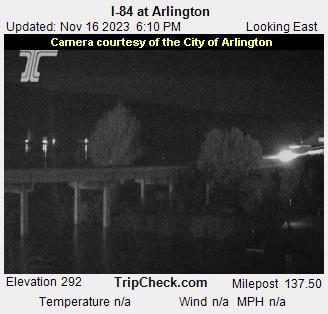 I-84 at Arlington
Updated: Nov 16 2023 6:10 PM Looking East
Camera courtesy of the City of Arlington
Elevation 292 TripCheck.com Milepost 137.50
Temperature n/a Wind n/a MPH n/a